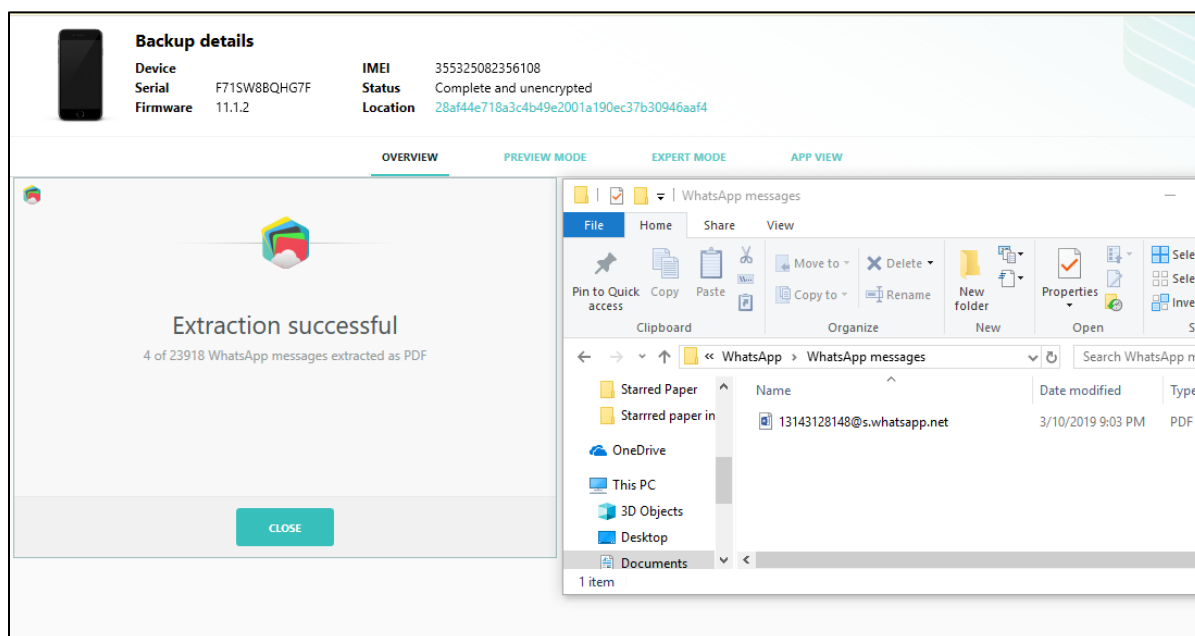 Backup details
Device IMEI 355325082356108
Serial F71SW8BQHG7F Status Complete and unencrypted
Firmware 11.1.2 Location 28af44e718a3c4b49e2001a190ec37b30946aaf4
OVERVIEW PREVIEW MODE EXPERT MODE APP VIEW
Extraction successful
4 of 23918 WhatsApp messages extracted as PDF
CLOSE
WhatsApp messages
File Home Share View
Pin to Quick access
Copy
Paste
Move to
Copy to
Delete
Rename
New folder
Properties
Sele
Sele
Inve
Clipboard Organize New Open S
« WhatsApp > WhatsApp messages Search WhatsApp m
Starred Paper
Starrred paper in
OneDrive
This PC
3D Objects
Desktop
Documents
Name Date modified Type
13143128148@s.whatsapp.net 3/10/2019 9:03 PM PDF
1 item